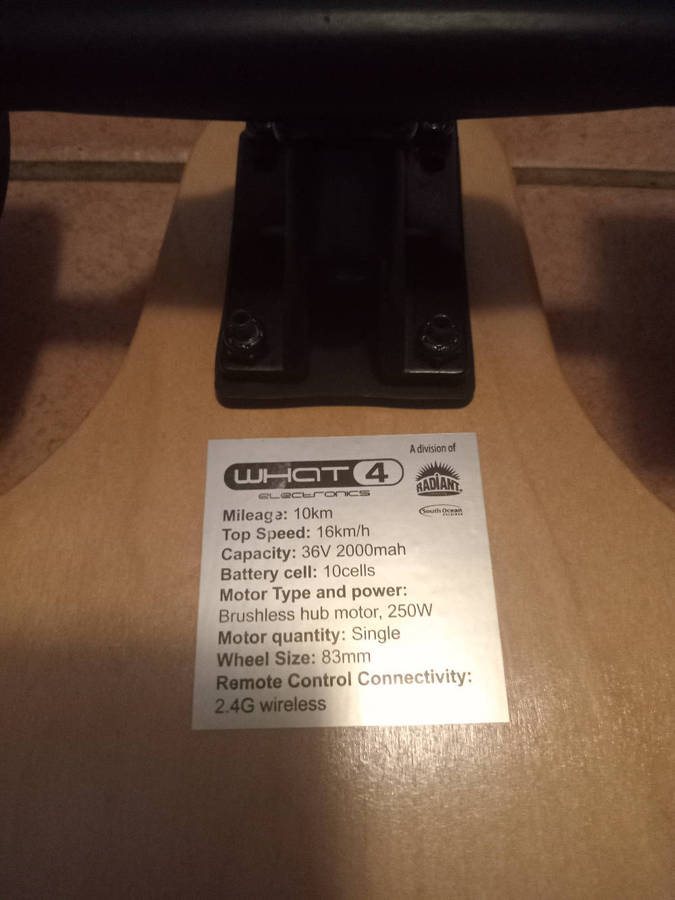 WHAT 4
electronics
A division of
RADIANT
South Ocean
HOLDINGS
Mileage: 10km
Top Speed: 16km/h
Capacity: 36V 2000mah
Battery cell: 10cells
Motor Type and power:
Brushless hub motor, 250W
Motor quantity: Single
Wheel Size: 83mm
Remote Control Connectivity:
2.4G wireless